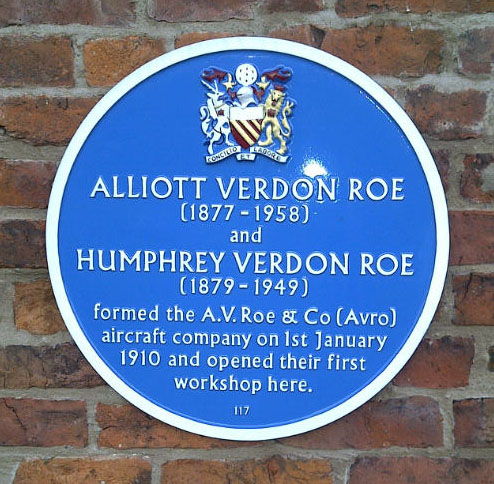 CONCILIO ET LABORE
ALLIOTT VERDON ROE
(1877-1958)
and
HUMPHREY VERDON ROE
(1879-1949)
formed the A.V. Roe & Co (Avro)
aircraft company on 1st January
1910 and opened their first
workshop here.
117